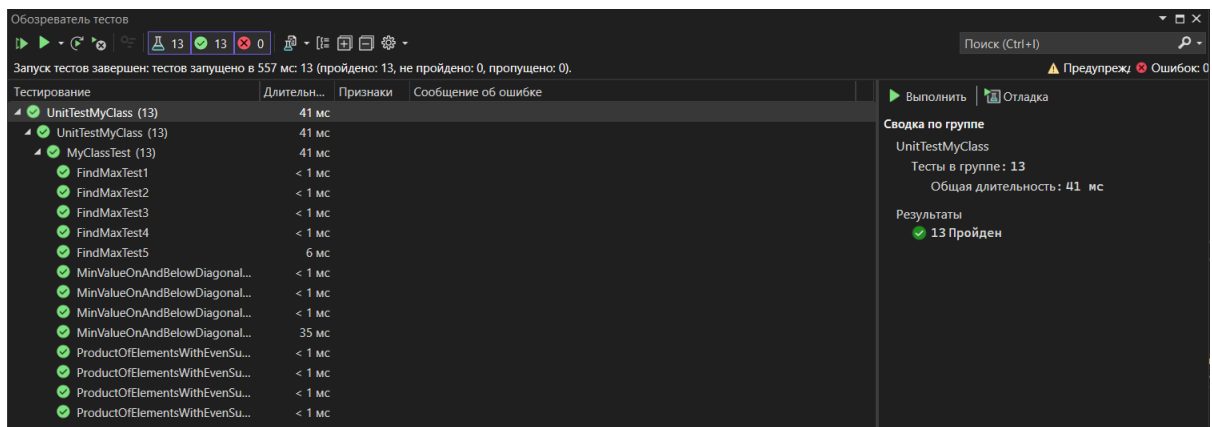 Обозреватель тестов
13 13 0
Поиск (Ctrl+I)
Запуск тестов завершен: тестов запущено в 557 мс: 13 (пройдено: 13, не пройдено: 0, пропущено: 0).
Предупрежд Ошибок: 0
Тестирование Длительн... Признаки Сообщение об ошибке
UnitTestMyClass (13) 41 мс
UnitTestMyClass (13) 41 мс
MyClassTest (13) 41 мс
FindMaxTest1 < 1 мс
FindMaxTest2 < 1 мс
FindMaxTest3 < 1 мс
FindMaxTest4 < 1 мс
FindMaxTest5 6 мс
MinValueOnAndBelowDiagonal... < 1 мс
MinValueOnAndBelowDiagonal... < 1 мс
MinValueOnAndBelowDiagonal... < 1 мс
MinValueOnAndBelowDiagonal... 35 мс
ProductOfElementsWithEvenSu... < 1 мс
ProductOfElementsWithEvenSu... < 1 мс
ProductOfElementsWithEvenSu... < 1 мс
ProductOfElementsWithEvenSu... < 1 мс
Выполнить Отладка
Сводка по группе
UnitTestMyClass
Тесты в группе: 13
Общая длительность: 41 мс
Результаты
13 Пройден